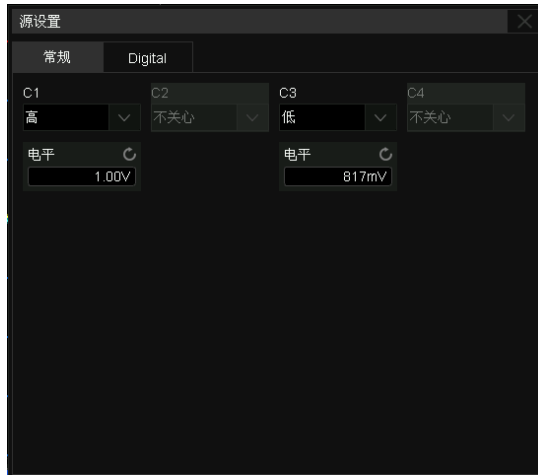 源设置
常规 Digital
C1 C2 C3 C4
高 不关心 低 不关心
电平 电平
1.00V 817mV